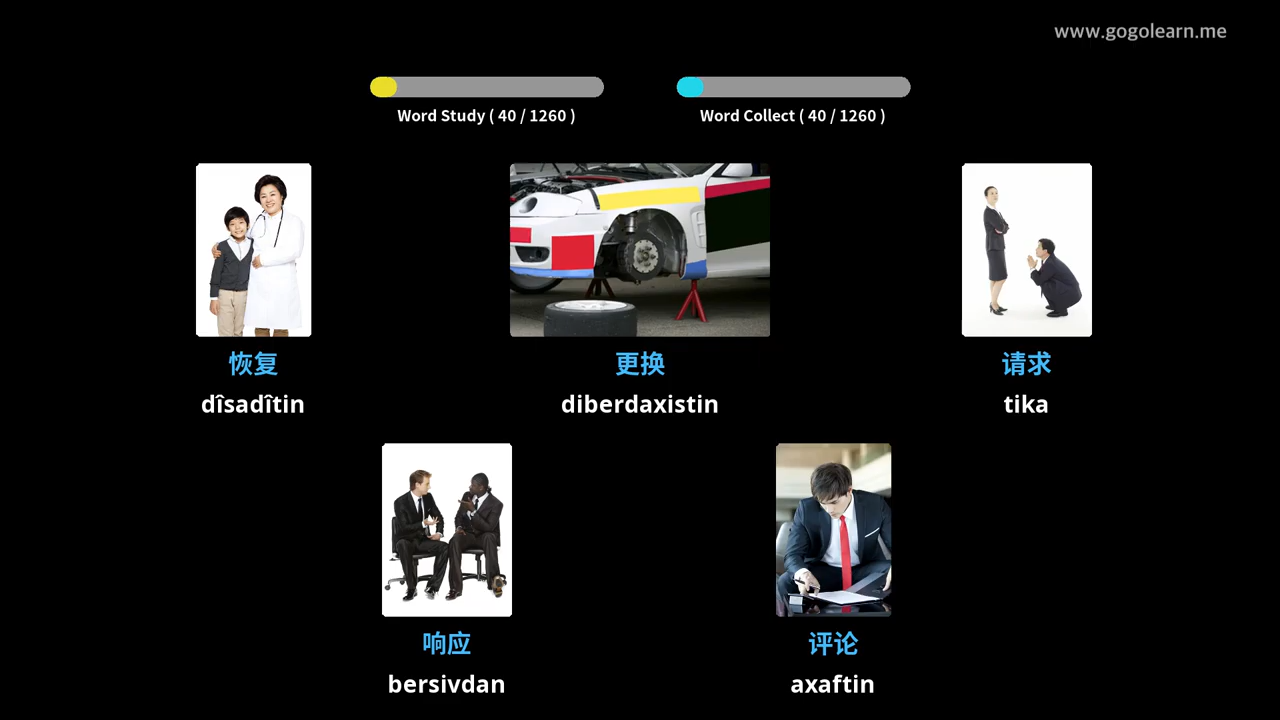 www.gogolearn.me
Word Study ( 40 / 1260 )
Word Collect ( 40 / 1260 )
恢复
更换
请求
dîsadîtin
diberdaxistin
tika
响应
评论
bersivdan
axaftin